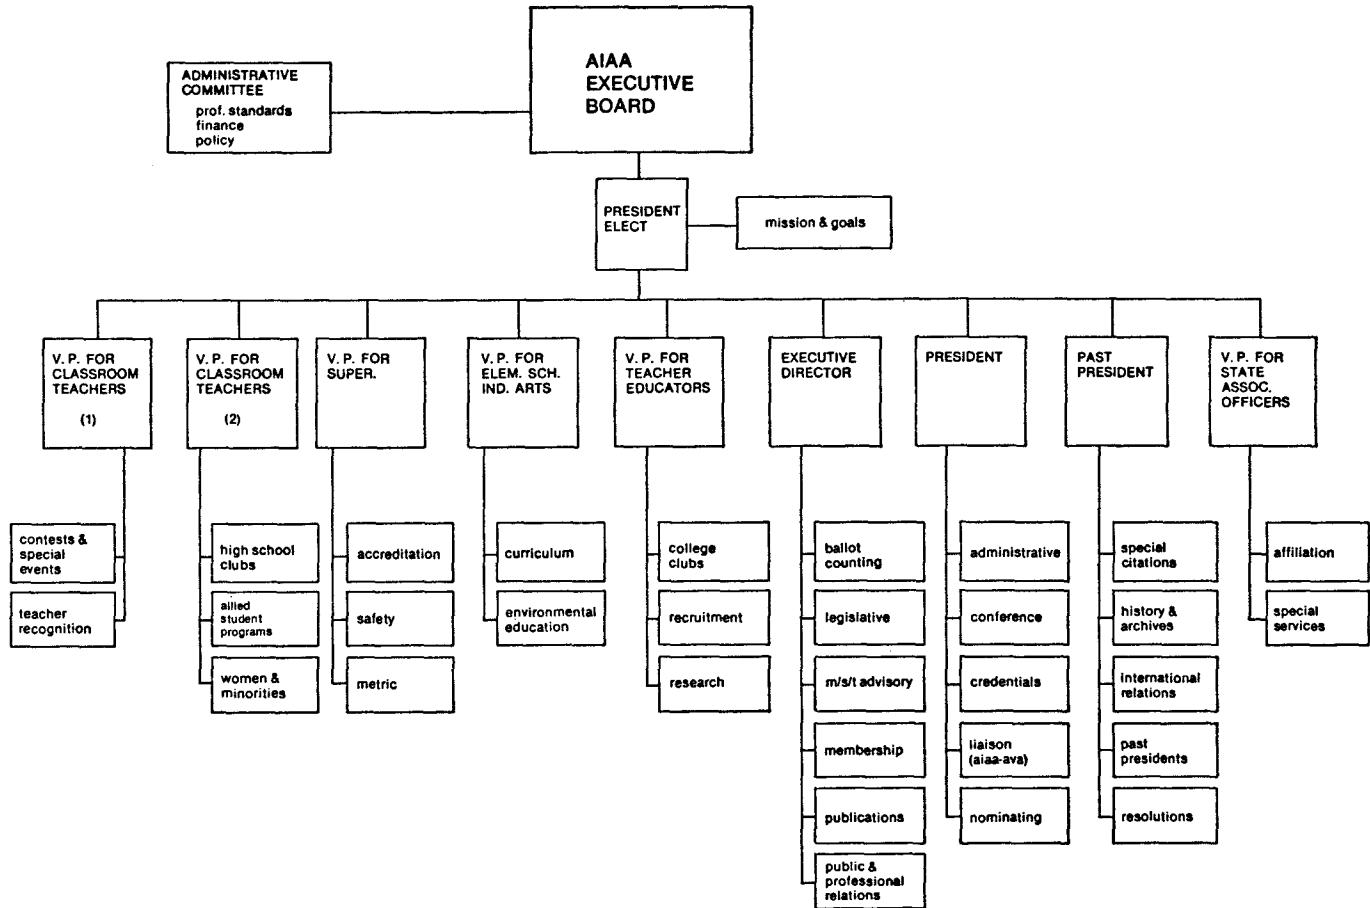 AIAA
EXECUTIVE
BOARD
ADMINISTRATIVE
COMMITTEE
prof. standards
finance
policy
PRESIDENT
ELECT
mission & goals
V. P. FOR
CLASSROOM
TEACHERS
(1)
contests &
special
events
teacher
recognition
V. P. FOR
CLASSROOM
TEACHERS
(2)
high school
clubs
allied
student
programs
women &
minorities
V. P. FOR
SUPER.
accreditation
safety
metric
V. P. FOR
ELEM. SCH.
IND. ARTS
curriculum
environmental
education
V. P. FOR
TEACHER
EDUCATORS
college
clubs
recruitment
research
EXECUTIVE
DIRECTOR
ballot
counting
legislative
m/s/t advisory
membership
publications
public &
professional
relations
PRESIDENT
administrative
conference
credentials
liaison
(aiaa-ava)
nominating
PAST
PRESIDENT
special
citations
history &
archives
international
relations
past
presidents
resolutions
V. P. FOR
STATE
ASSOC.
OFFICERS
affiliation
special
services